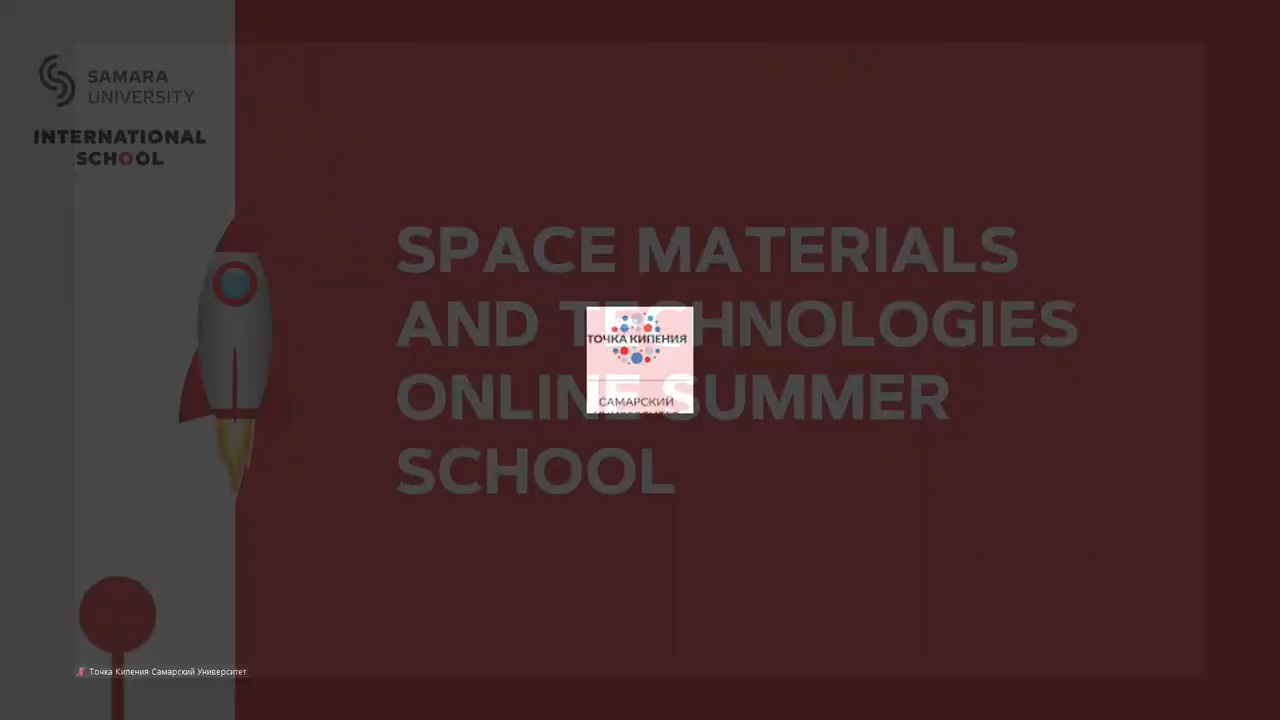 SAMARA
UNIVERSITY
INTERNATIONAL
SCHOOL
SPACE MATERIALS
AND TECHNOLOGIES
ONLINE SUMMER
SCHOOL
ТОЧКА КИПЕНИЯ
САМАРСКИЙ
Точка Кипения Самарский Университет